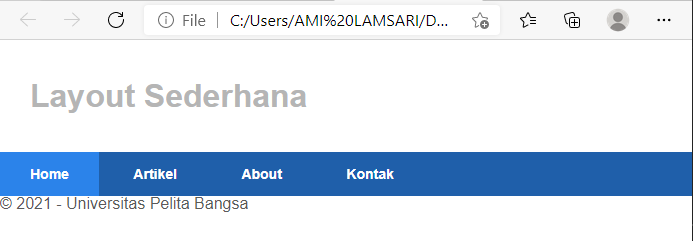 File C:/Users/AMI%20LAMSARI/D...
Layout Sederhana
Home Artikel About Kontak
© 2021 - Universitas Pelita Bangsa